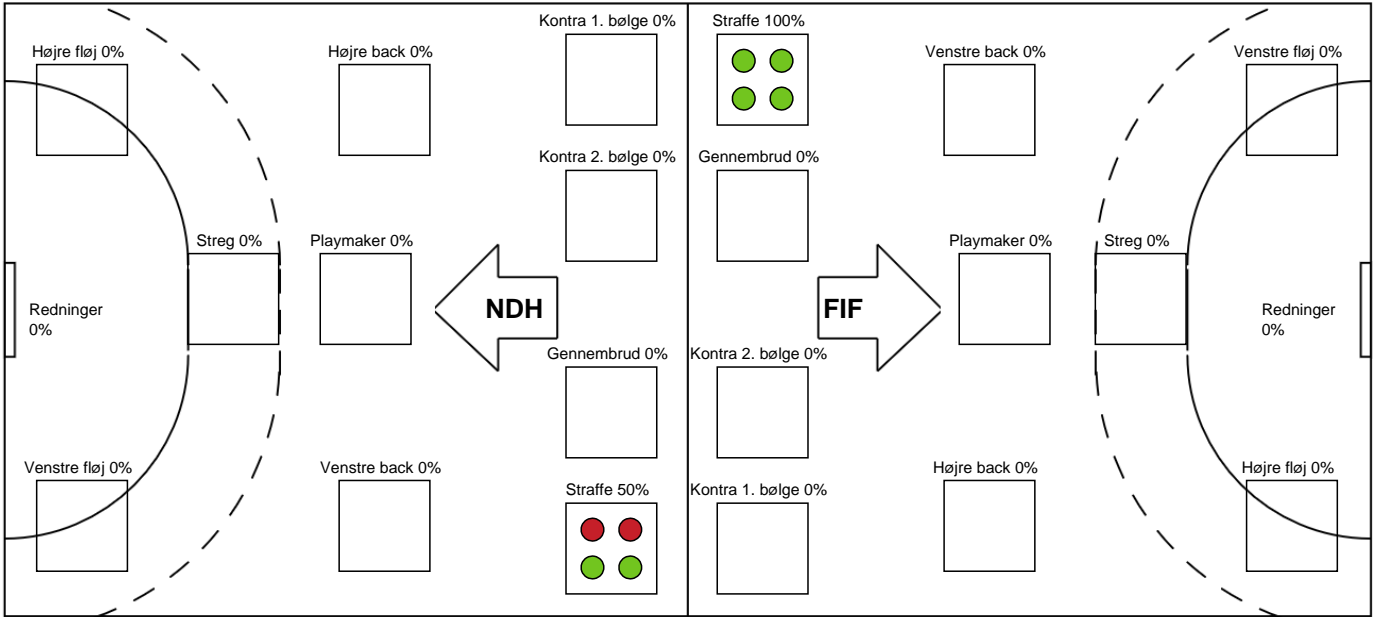 Kontra 1. bølge 0%
Straffe 100%
Højre fløj 0%
Højre back 0%
Venstre back 0%
Venstre fløj 0%
Kontra 2. bølge 0%
Gennembrud 0%
Streg 0%
Playmaker 0%
Playmaker 0%
Streg 0%
Redninger
0%
NDH
FIF
Redninger
0%
Gennembrud 0%
Kontra 2. bølge 0%
Venstre fløj 0%
Venstre back 0%
Højre back 0%
Højre fløj 0%
Straffe 50%
Kontra 1. bølge 0%